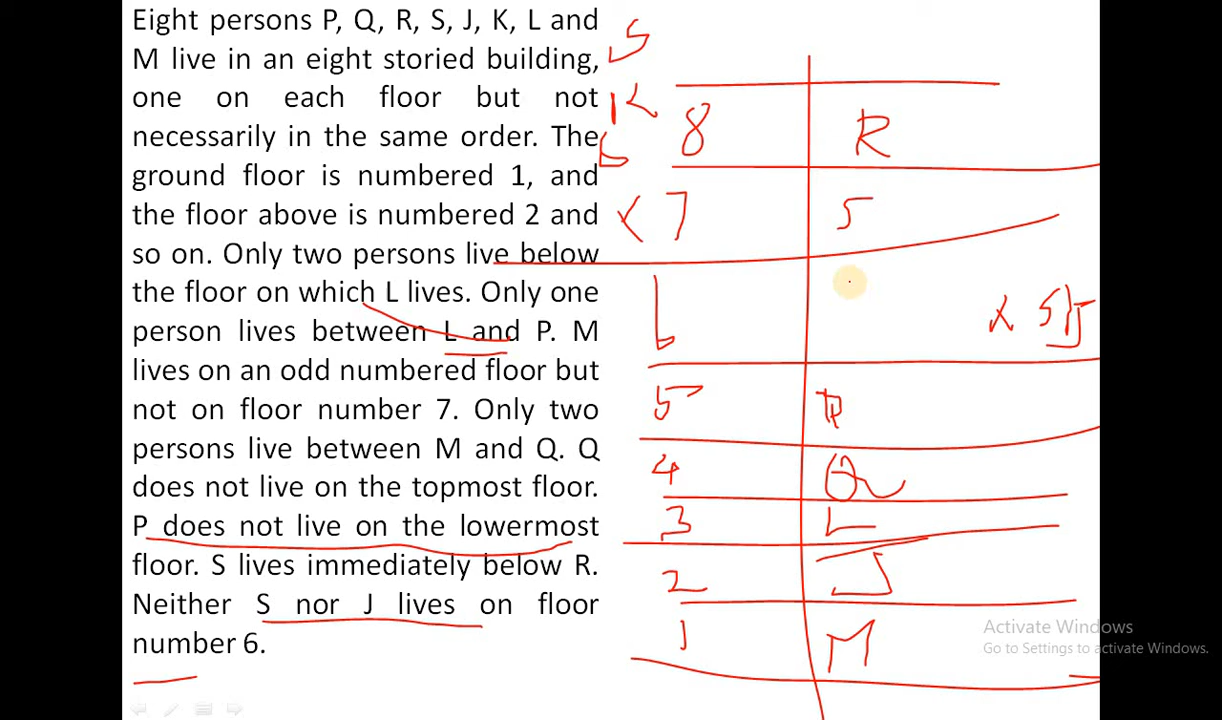 Eight persons P, Q, R, S, J, K, L and
M live in an eight storied building,
one on each floor but not
necessarily in the same order. The
ground floor is numbered 1, and
the floor above is numbered 2 and
so on. Only two persons live below
the floor on which L lives. Only one
person lives between L and P. M
lives on an odd numbered floor but
not on floor number 7. Only two
persons live between M and Q. Q
does not live on the topmost floor.
P does not live on the lowermost
floor. S lives immediately below R.
Neither S nor J lives on floor
number 6.
S
K
8 R
7 S
6
x S/J
5 P
4 Q
3 L
2 J
1 M
Activate Windows
Go to Settings to activate Windows.